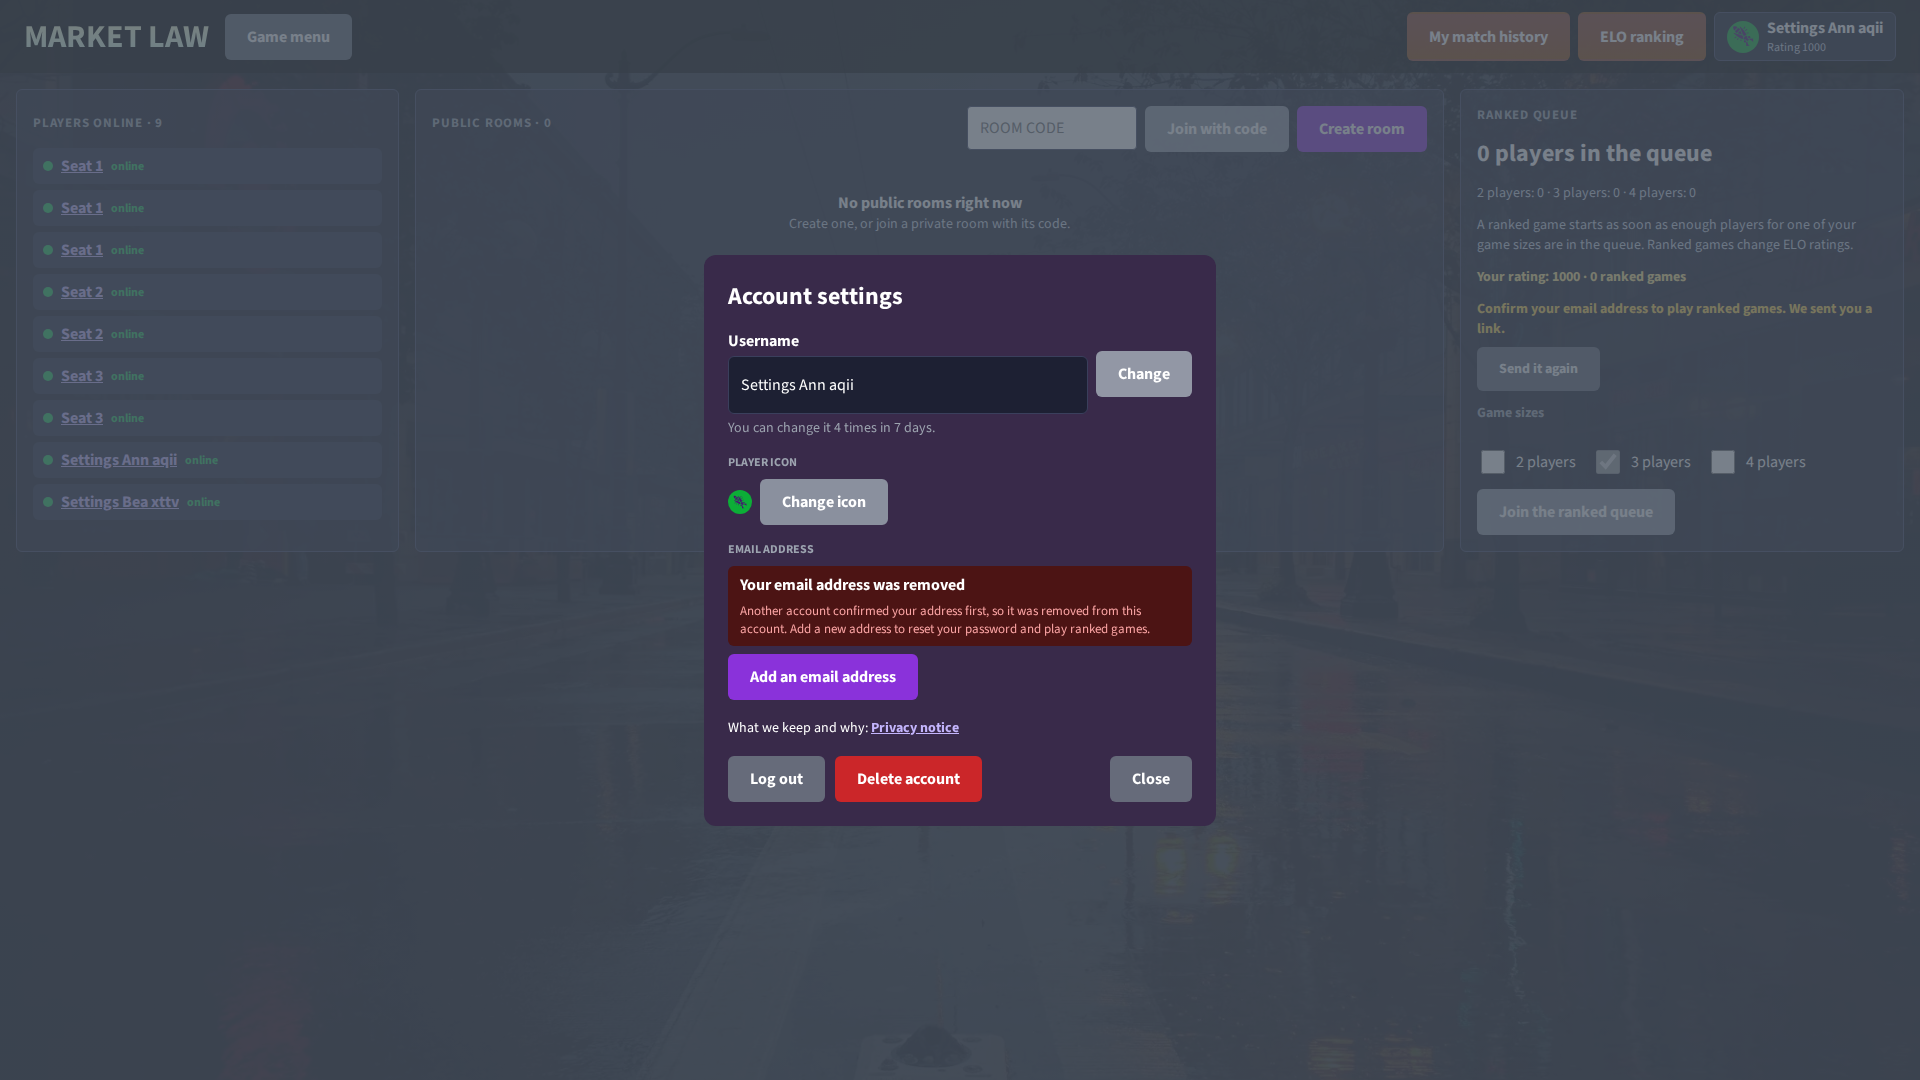 MARKET LAW
Game menu
My match history
ELO ranking
Settings Ann aqii
Rating 1000
PLAYERS ONLINE · 9
Seat 1 online
Seat 1 online
Seat 1 online
Seat 2 online
Seat 2 online
Seat 3 online
Seat 3 online
Settings Ann aqii online
Settings Bea xttv online
PUBLIC ROOMS · 0
ROOM CODE
Join with code
Create room
No public rooms right now
Create one, or join a private room with its code.
Account settings
Username
Settings Ann aqii
Change
You can change it 4 times in 7 days.
PLAYER ICON
Change icon
EMAIL ADDRESS
Your email address was removed
Another account confirmed your address first, so it was removed from this
account. Add a new address to reset your password and play ranked games.
Add an email address
What we keep and why: Privacy notice
Log out
Delete account
Close
RANKED QUEUE
0 players in the queue
2 players: 0 · 3 players: 0 · 4 players: 0
A ranked game starts as soon as enough players for one of your
game sizes are in the queue. Ranked games change ELO ratings.
Your rating: 1000 · 0 ranked games
Confirm your email address to play ranked games. We sent you a
link.
Send it again
Game sizes
2 players
3 players
4 players
Join the ranked queue